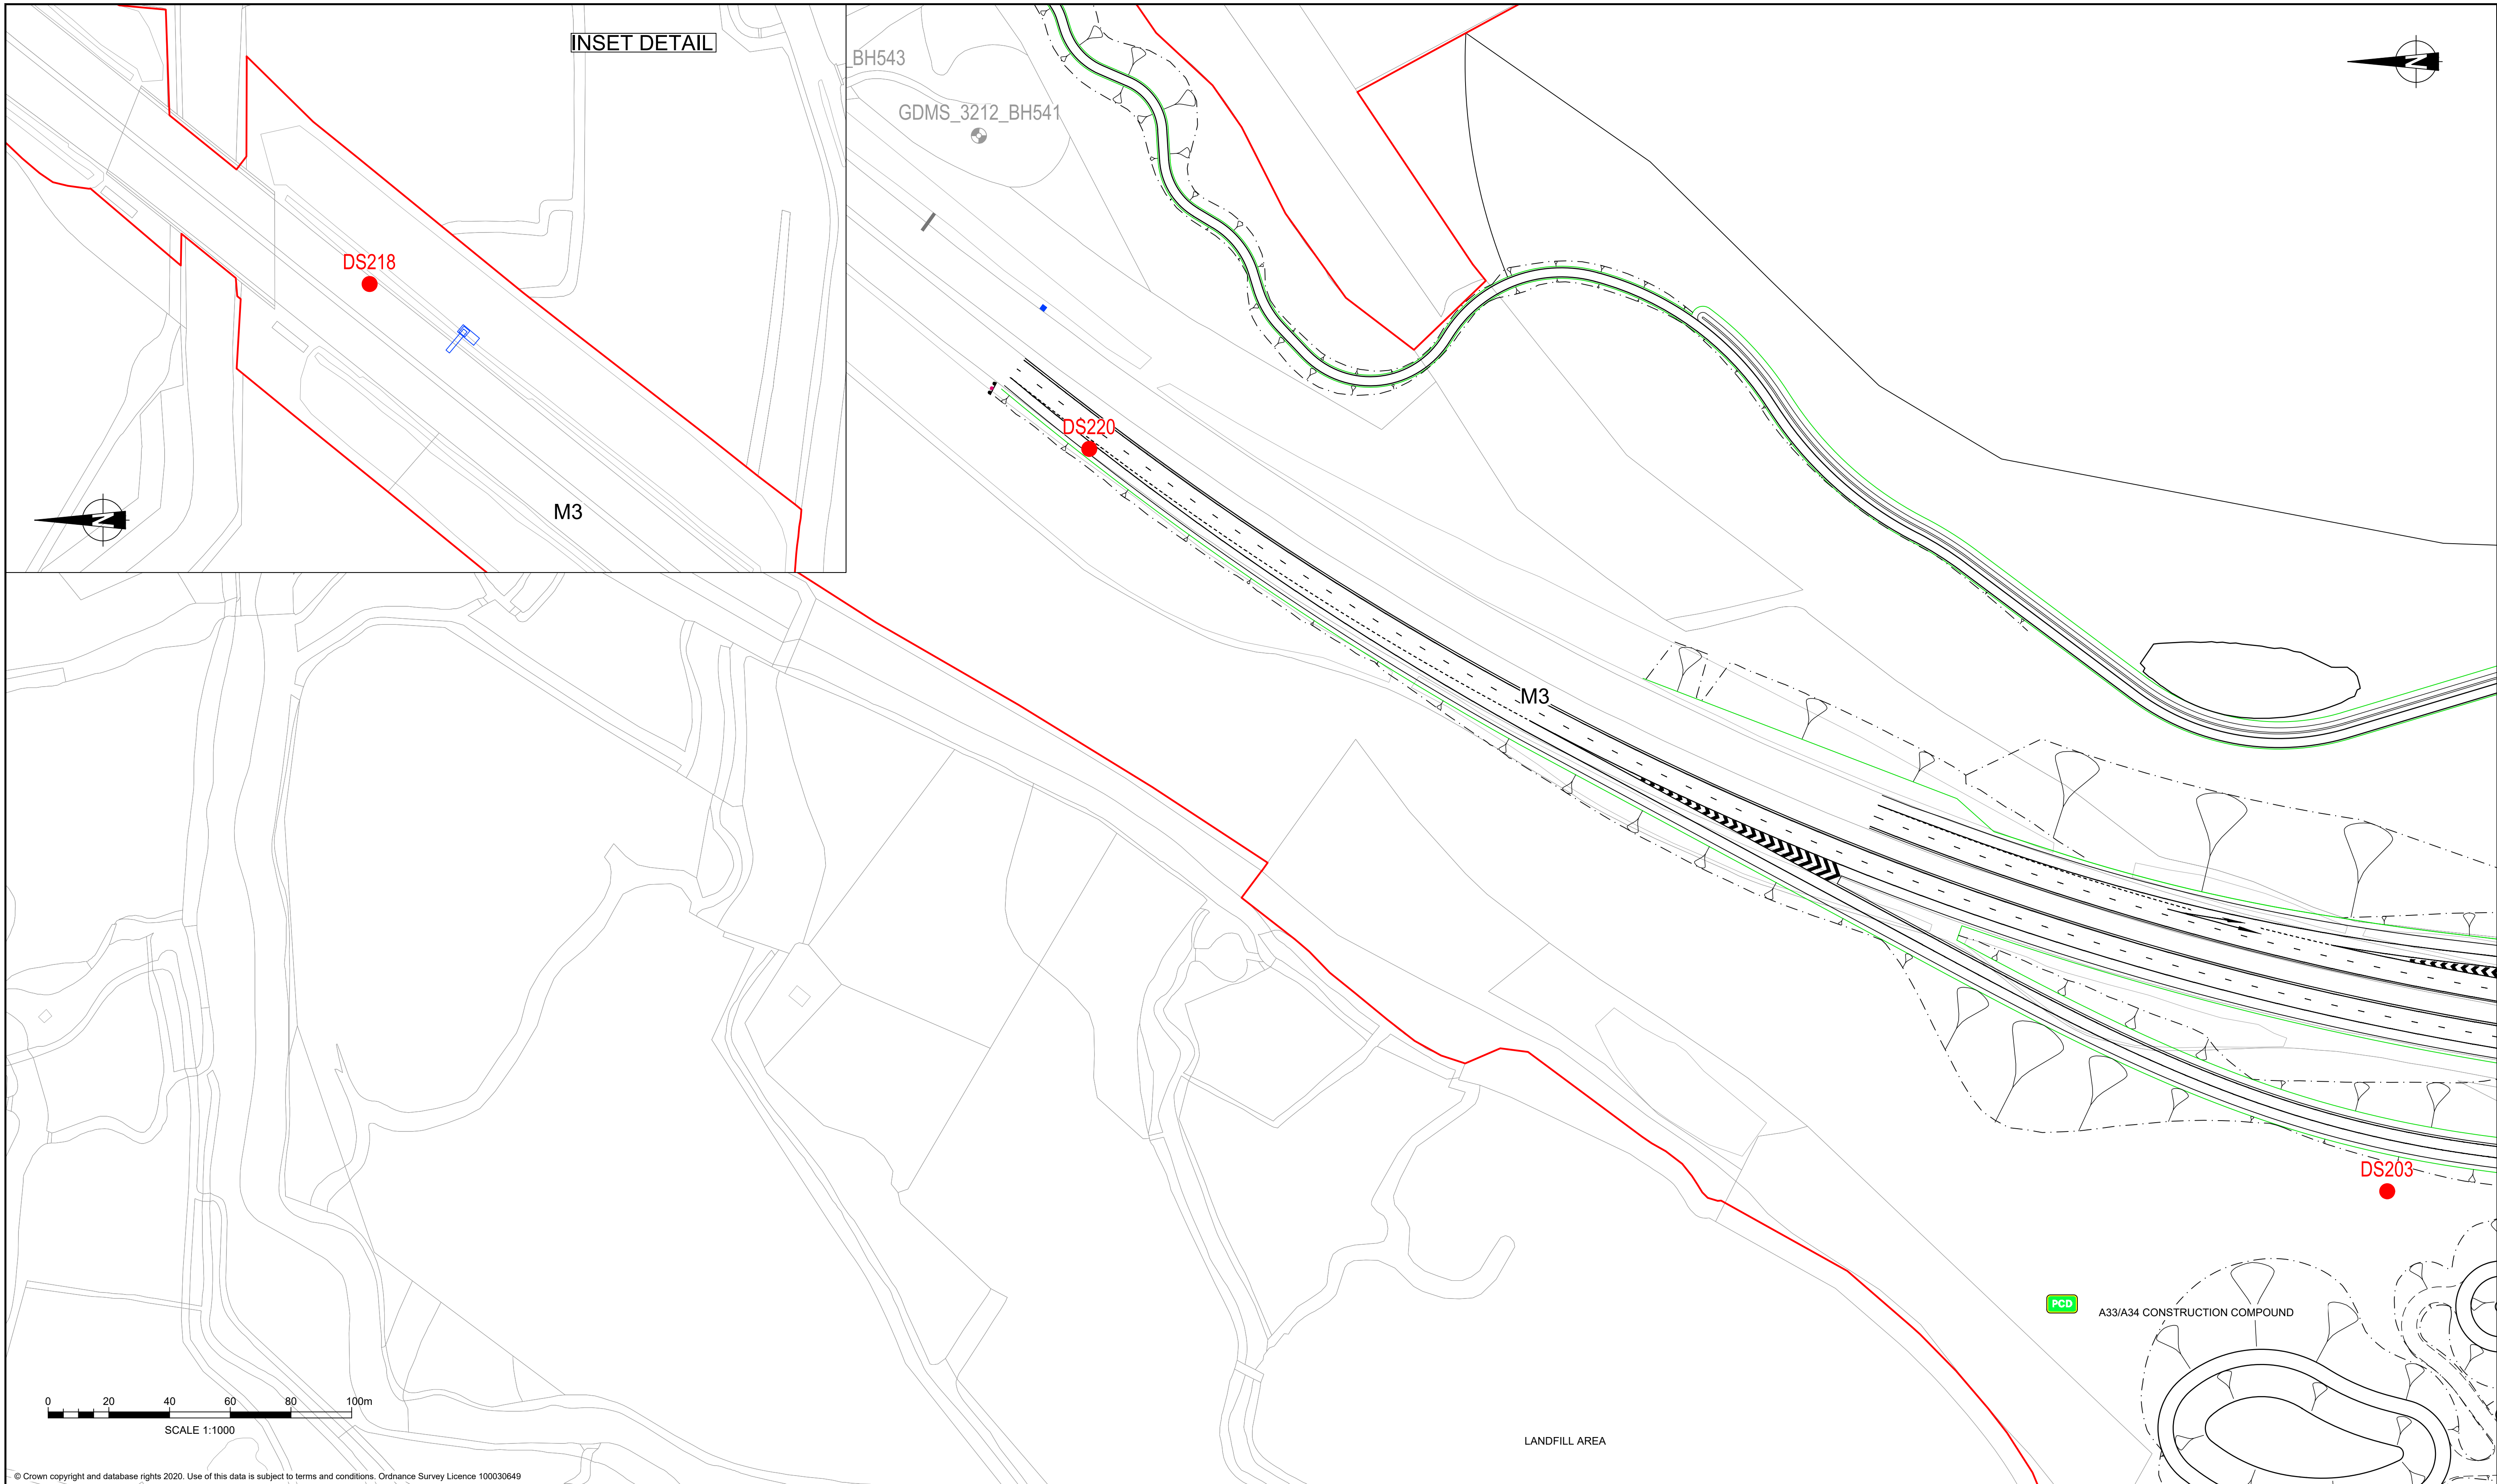 INSET DETAIL
_BH543
N
GDMS_3212_BH541
DS218
DS220
M3
N
M3
DS203
PCD
A33/A34 CONSTRUCTION COMPOUND
0 20 40 60 80 100m
SCALE 1:1000
LANDFILL AREA
© Crown copyright and database rights 2020. Use of this data is subject to terms and conditions. Ordnance Survey Licence 100030649